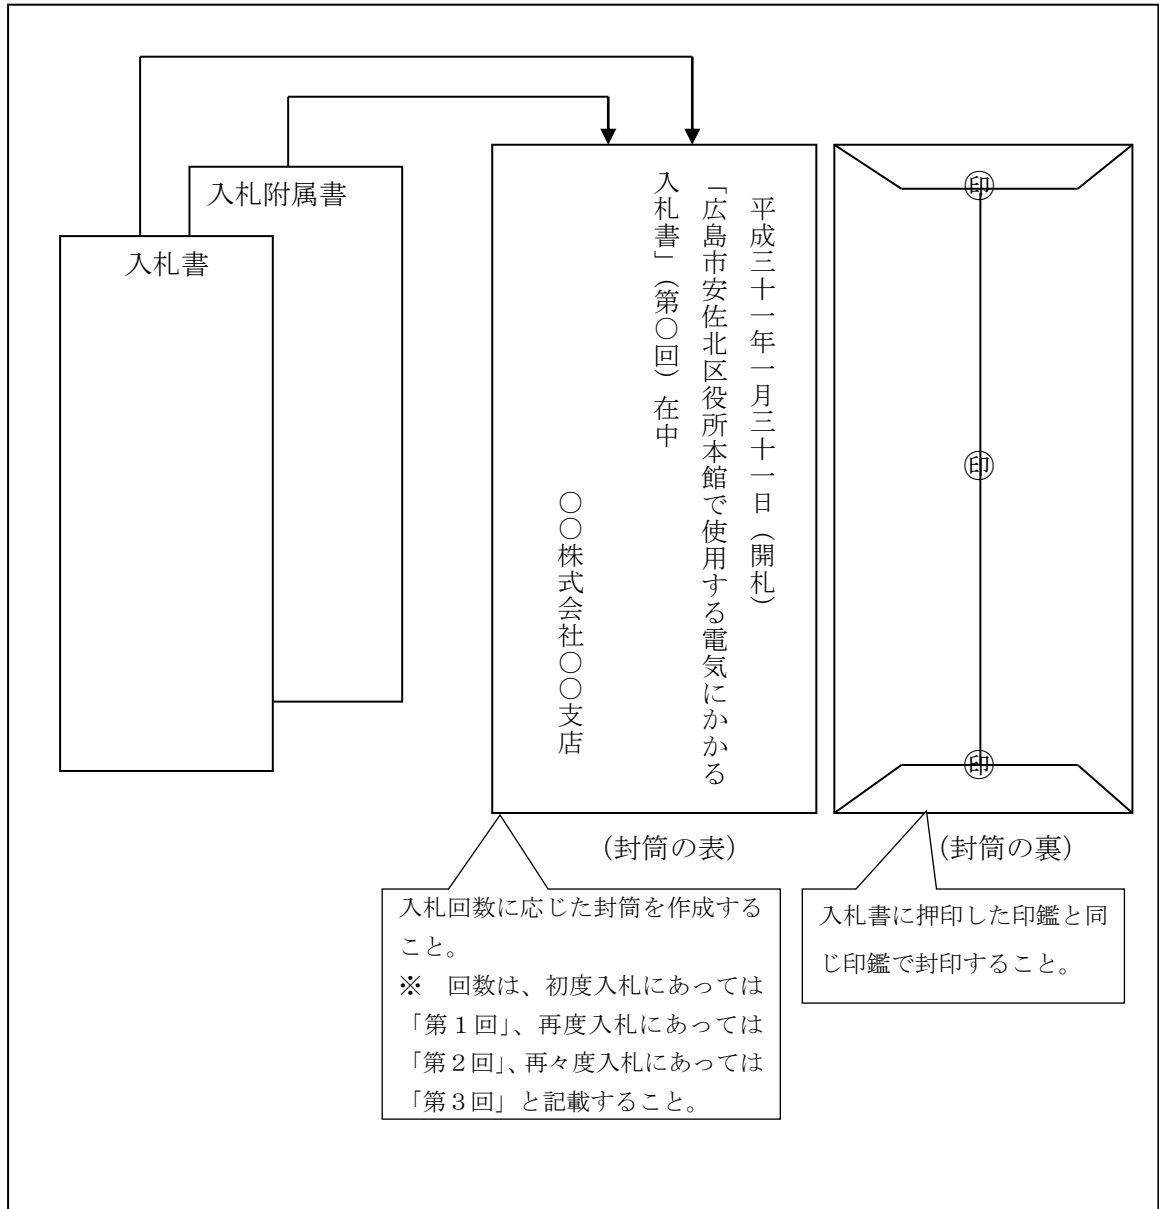 入札附属書
入札書
平成三十一年一月三十一日（開札）
「広島市安佐北区役所本館で使用する電気にかかる
入札書」（第〇回）在中
〇〇株式会社〇〇支店
㊞
㊞
㊞
（封筒の表）
（封筒の裏）
入札回数に応じた封筒を作成する
こと。
※　回数は、初度入札にあっては
「第１回」、再度入札にあっては
「第２回」、再々度入札にあっては
「第３回」と記載すること。
入札書に押印した印鑑と同
じ印鑑で封印すること。